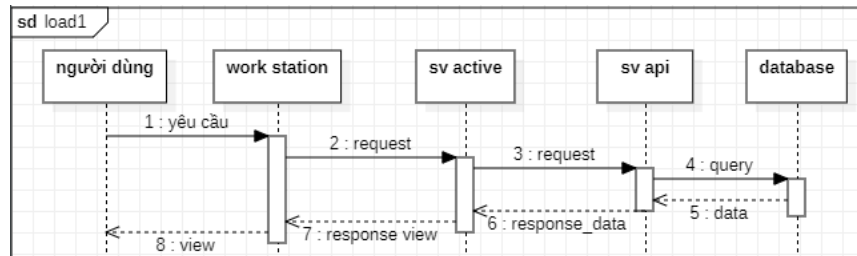 sd load1
người dùng
work station
sv active
sv api
database
1 : yêu cầu
2 : request
3 : request
4 : query
5 : data
6 : response_data
7 : response view
8 : view